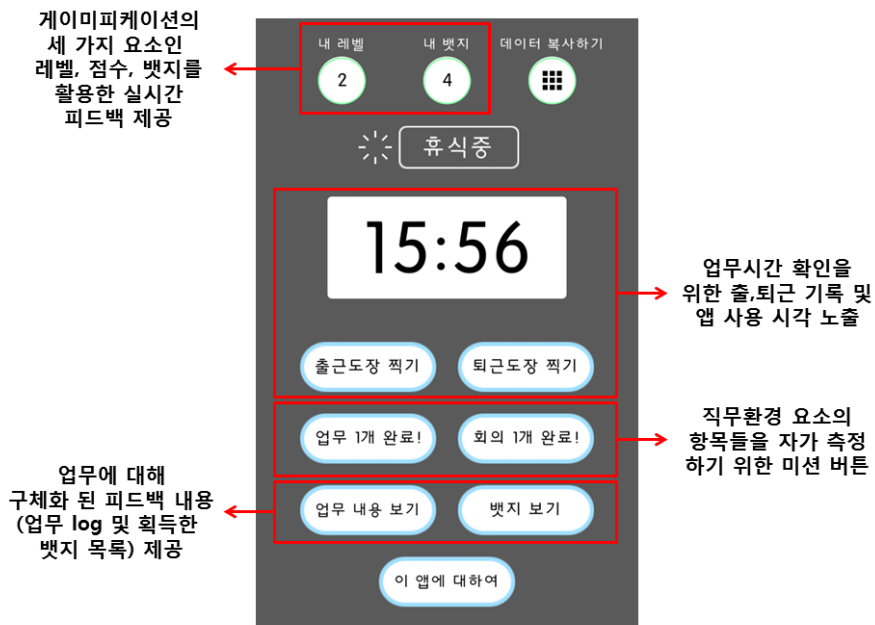 게이미피케이션의
세 가지 요소인
레벨, 점수, 뱃지를
활용한 실시간
피드백 제공
내 레벨
내 뱃지
데이터 복사하기
2
4
휴식중
15:56
업무시간 확인을
위한 출,퇴근 기록 및
앱 사용 시각 노출
출근도장 찍기
퇴근도장 찍기
업무 1개 완료!
회의 1개 완료!
직무환경 요소의
항목들을 자가 측정
하기 위한 미션 버튼
업무에 대해
구체화 된 피드백 내용
(업무 log 및 획득한
뱃지 목록) 제공
업무 내용 보기
뱃지 보기
이 앱에 대하여